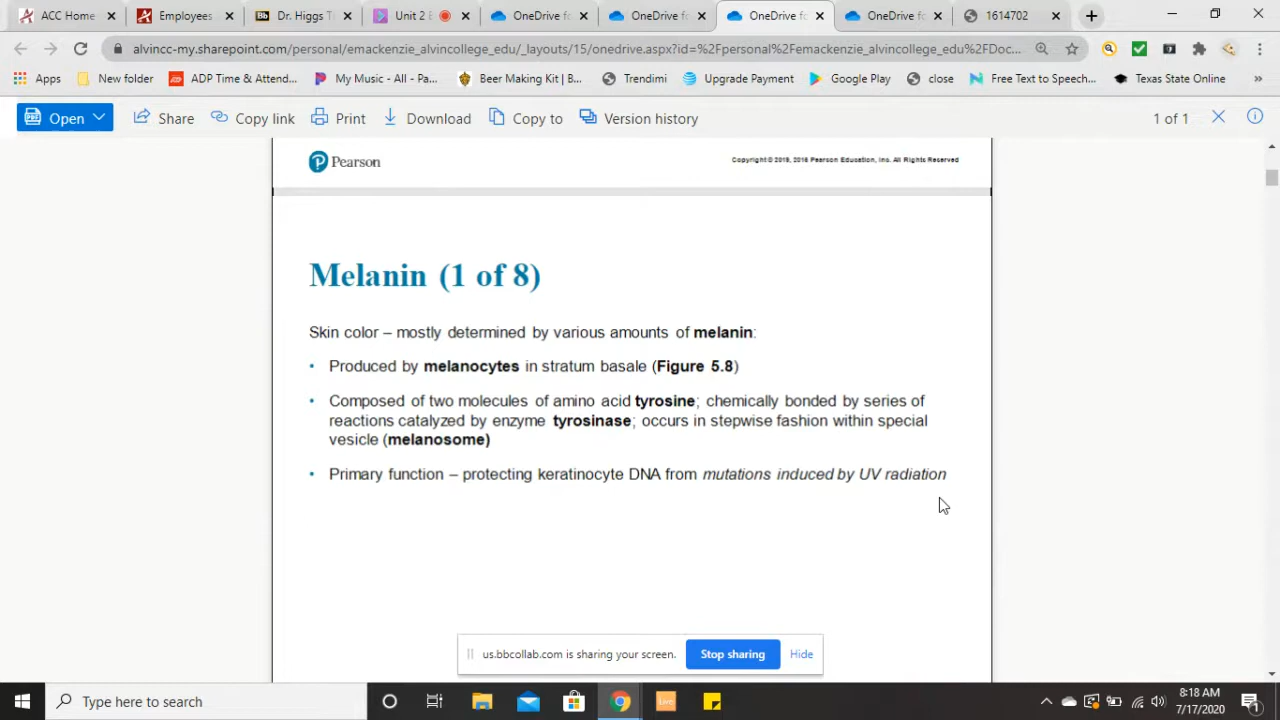 ACC Home
Employees
Dr. Higgs T
Unit 2 E
OneDrive fo
OneDrive fo
OneDrive fo
OneDrive fo
1614702
alvincc-my.sharepoint.com/personal/emackenzie_alvincollege_edu/_layouts/15/onedrive.aspx?id=%2Fpersonal%2Femackenzie_alvincollege_edu%2FDoc...
Apps
New folder
ADP Time & Attend...
My Music - All - Pa...
Beer Making Kit | B...
Trendimi
Upgrade Payment
Google Play
close
Free Text to Speech...
Texas State Online
»
Open
Share
Copy link
Print
Download
Copy to
Version history
1 of 1
Pearson
Copyright © 2019, 2016 Pearson Education, Inc. All Rights Reserved
Melanin (1 of 8)
Skin color – mostly determined by various amounts of melanin:
• Produced by melanocytes in stratum basale (Figure 5.8)
• Composed of two molecules of amino acid tyrosine; chemically bonded by series of
reactions catalyzed by enzyme tyrosinase; occurs in stepwise fashion within special
vesicle (melanosome)
• Primary function – protecting keratinocyte DNA from mutations induced by UV radiation
us.bbcollab.com is sharing your screen.
Stop sharing
Hide
Type here to search
Live
8:18 AM
7/17/2020
1